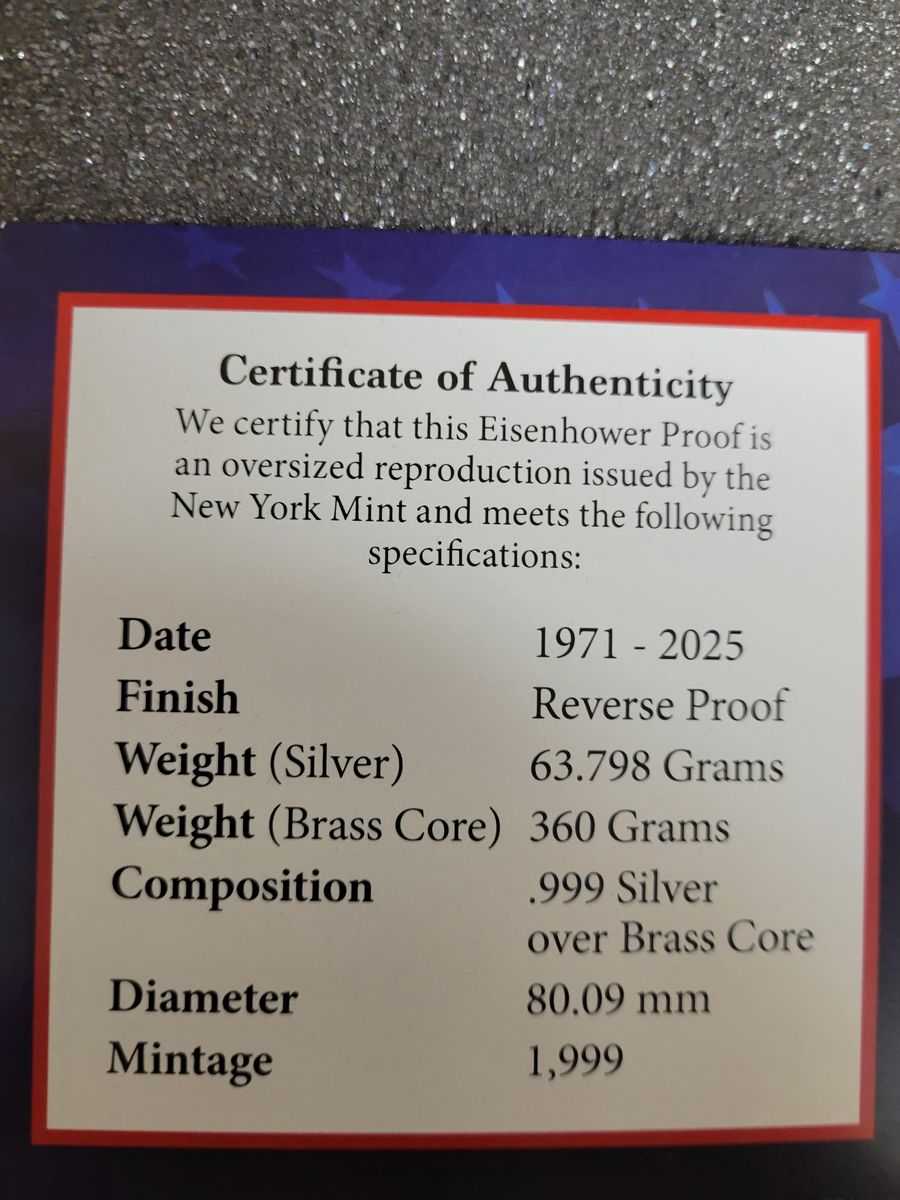 Certificate of Authenticity
We certify that this Eisenhower Proof is
an oversized reproduction issued by the
New York Mint and meets the following
specifications:
Date 1971 - 2025
Finish Reverse Proof
Weight (Silver) 63.798 Grams
Weight (Brass Core) 360 Grams
Composition .999 Silver
over Brass Core
Diameter 80.09 mm
Mintage 1,999